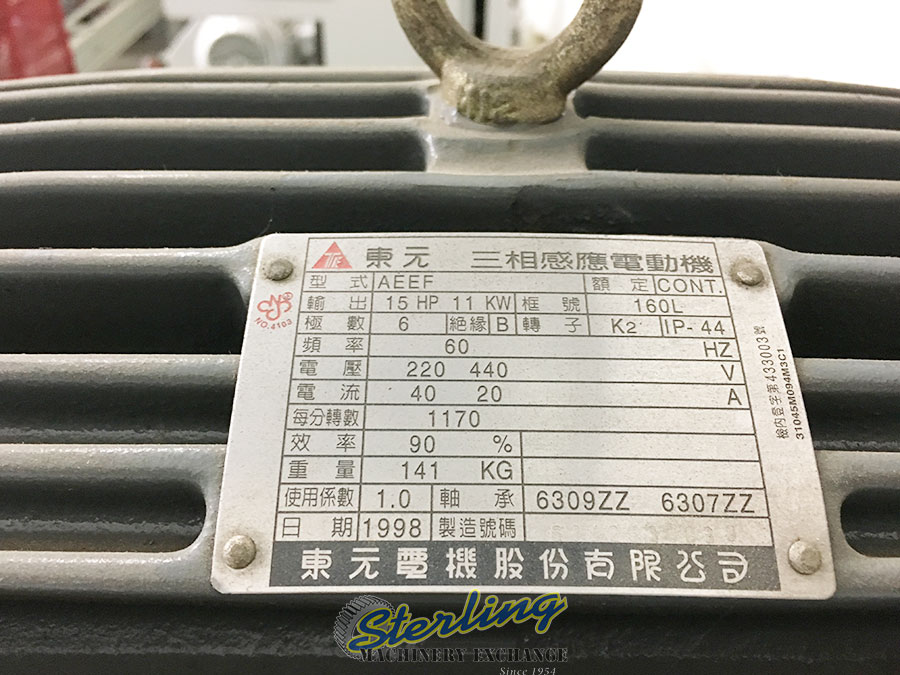 東元 三相感應電動機
型式 AEEF 額定 CONT.
輸出 15 HP 11 KW 框號 160L
極數 6 絕緣 B 轉子 K2 IP-44
頻率 60 HZ
電壓 220 440 V
電流 40 20 A
每分轉數 1170
效率 90 %
重量 141 KG
使用係數 1.0 軸承 6309ZZ 6307ZZ
日期 1998 製造號碼
東元電機股份有限公司
NO.4103
檢內登字第433003號
31045M094M3C1
Sterling
MACHINERY EXCHANGE
Since 1954